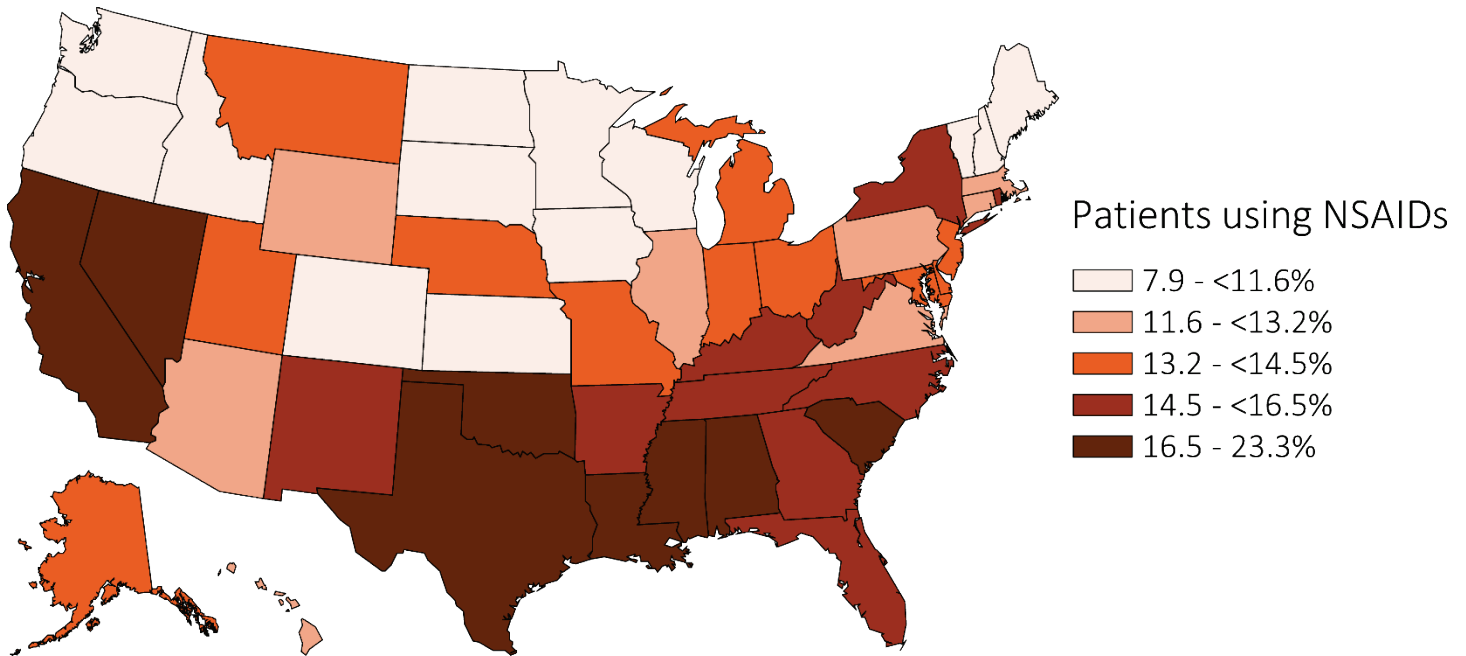 Patients using NSAIDs
7.9 - <11.6%
11.6 - <13.2%
13.2 - <14.5%
14.5 - <16.5%
16.5 - 23.3%